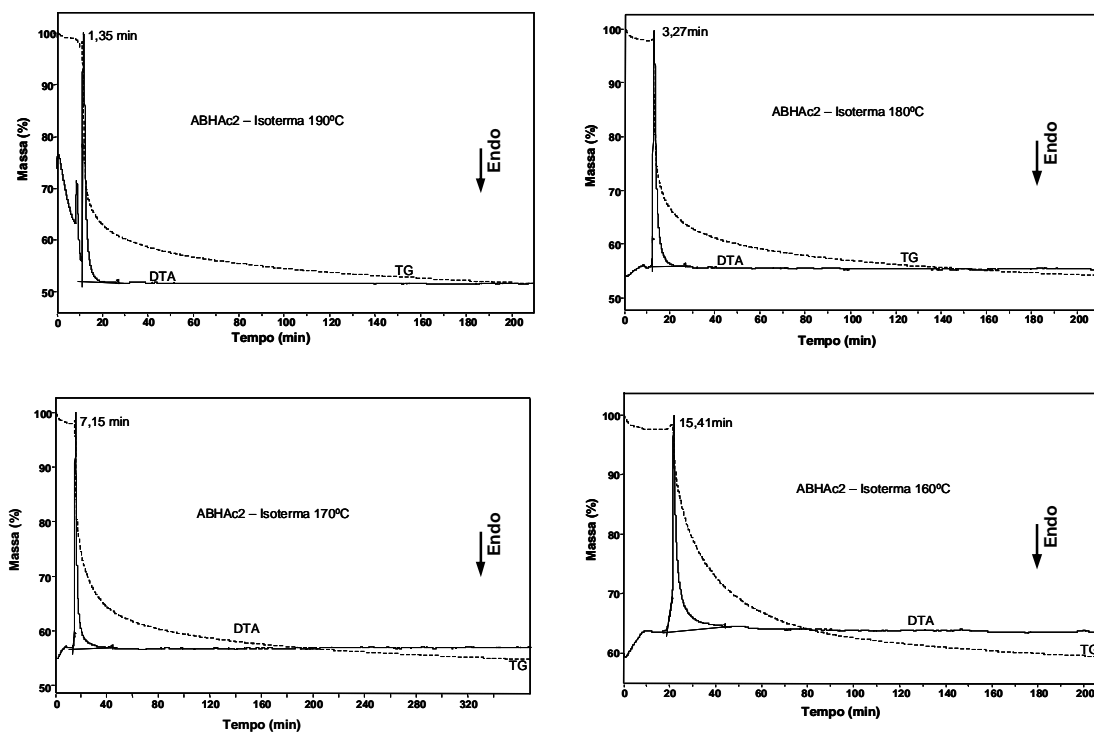 1,35 min
ABHAc2 – Isoterma 190ºC
Endo
Massa (%)
100
90
80
70
60
50
DTA
TG
0 20 40 60 80 100 120 140 160 180 200
Tempo (min)
3,27min
ABHAc2 – Isoterma 180ºC
Endo
Massa (%)
100
90
80
70
60
50
DTA
TG
0 20 40 60 80 100 120 140 160 180 200
Tempo (min)
7,15 min
ABHAc2 – Isoterma 170ºC
Endo
Massa (%)
100
90
80
70
60
50
DTA
TG
0 40 80 120 160 200 240 280 320
Tempo (min)
15,41min
ABHAc2 – Isoterma 160ºC
Endo
Massa (%)
100
90
80
70
60
DTA
TG
0 20 40 60 80 100 120 140 160 180 200
Tempo (min)